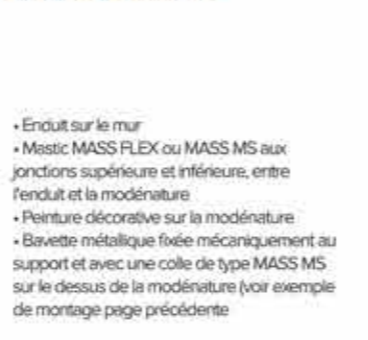 • Enduit sur le mur
• Mastic MASS FLEX ou MASS MS aux
jonctions supérieure et inférieure, entre
l'enduit et la modénature
• Peinture décorative sur la modénature
• Bavette métallique fixée mécaniquement au
support et avec une colle de type MASS MS
sur le dessus de la modénature (voir exemple
de montage page précédente